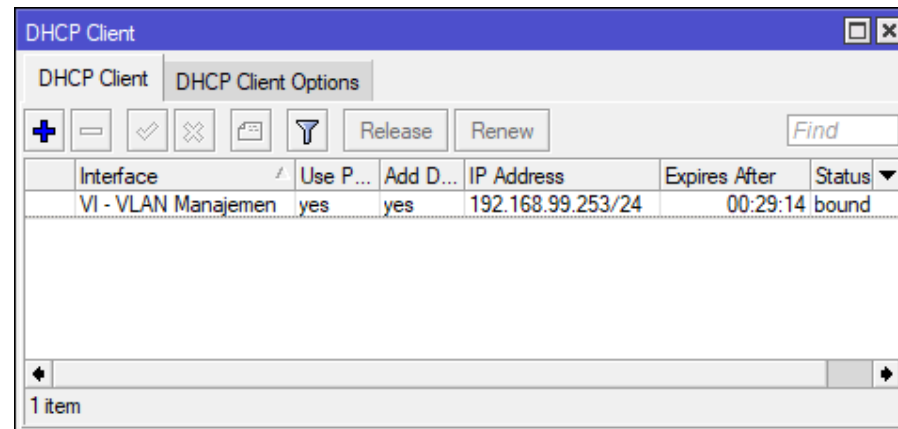 DHCP Client
DHCP Client DHCP Client Options
Release Renew Find
Interface Use P... Add D... IP Address Expires After Status
VI - VLAN Manajemen yes yes 192.168.99.253/24 00:29:14 bound
1 item